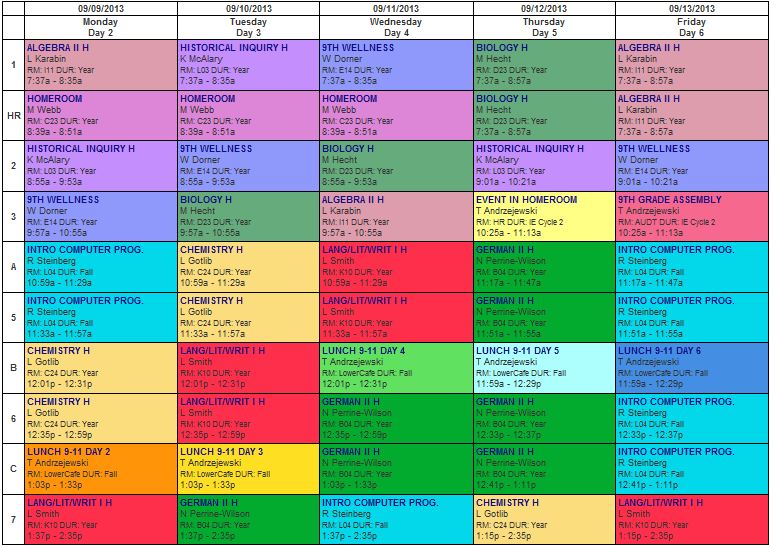 09/09/2013 09/10/2013 09/11/2013 09/12/2013 09/13/2013
Monday Tuesday Wednesday Thursday Friday
Day 2 Day 3 Day 4 Day 5 Day 6
1
ALGEBRA II H
L Karabin
RM: I11 DUR: Year
7:37a - 8:35a
HISTORICAL INQUIRY H
K McAlary
RM: L03 DUR: Year
7:37a - 8:35a
9TH WELLNESS
W Dorner
RM: E14 DUR: Year
7:37a - 8:35a
BIOLOGY H
M Hecht
RM: D23 DUR: Year
7:37a - 8:57a
ALGEBRA II H
L Karabin
RM: I11 DUR: Year
7:37a - 8:57a
HR
HOMEROOM
M Webb
RM: C23 DUR: Year
8:39a - 8:51a
HOMEROOM
M Webb
RM: C23 DUR: Year
8:39a - 8:51a
HOMEROOM
M Webb
RM: C23 DUR: Year
8:39a - 8:51a
BIOLOGY H
M Hecht
RM: D23 DUR: Year
7:37a - 8:57a
ALGEBRA II H
L Karabin
RM: I11 DUR: Year
7:37a - 8:57a
2
HISTORICAL INQUIRY H
K McAlary
RM: L03 DUR: Year
8:55a - 9:53a
9TH WELLNESS
W Dorner
RM: E14 DUR: Year
8:55a - 9:53a
BIOLOGY H
M Hecht
RM: D23 DUR: Year
8:55a - 9:53a
HISTORICAL INQUIRY H
K McAlary
RM: L03 DUR: Year
9:01a - 10:21a
9TH WELLNESS
W Dorner
RM: E14 DUR: Year
9:01a - 10:21a
3
9TH WELLNESS
W Dorner
RM: E14 DUR: Year
9:57a - 10:55a
BIOLOGY H
M Hecht
RM: D23 DUR: Year
9:57a - 10:55a
ALGEBRA II H
L Karabin
RM: I11 DUR: Year
9:57a - 10:55a
EVENT IN HOMEROOM
T Andrzejewski
RM: HR DUR: IE Cycle 2
10:25a - 11:13a
9TH GRADE ASSEMBLY
T Andrzejewski
RM: AUDT DUR: IE Cycle 2
10:25a - 11:13a
A
INTRO COMPUTER PROG.
R Steinberg
RM: L04 DUR: Fall
10:59a - 11:29a
CHEMISTRY H
L Gotlib
RM: C24 DUR: Year
10:59a - 11:29a
LANG/LIT/WRIT I H
L Smith
RM: K10 DUR: Year
10:59a - 11:29a
GERMAN II H
N Perrine-Wilson
RM: B04 DUR: Year
11:17a - 11:47a
INTRO COMPUTER PROG.
R Steinberg
RM: L04 DUR: Fall
11:17a - 11:47a
5
INTRO COMPUTER PROG.
R Steinberg
RM: L04 DUR: Fall
11:33a - 11:57a
CHEMISTRY H
L Gotlib
RM: C24 DUR: Year
11:33a - 11:57a
LANG/LIT/WRIT I H
L Smith
RM: K10 DUR: Year
11:33a - 11:57a
GERMAN II H
N Perrine-Wilson
RM: B04 DUR: Year
11:51a - 11:55a
INTRO COMPUTER PROG.
R Steinberg
RM: L04 DUR: Fall
11:51a - 11:55a
B
CHEMISTRY H
L Gotlib
RM: C24 DUR: Year
12:01p - 12:31p
LANG/LIT/WRIT I H
L Smith
RM: K10 DUR: Year
12:01p - 12:31p
LUNCH 9-11 DAY 4
T Andrzejewski
RM: LowerCafe DUR: Fall
12:01p - 12:31p
LUNCH 9-11 DAY 5
T Andrzejewski
RM: LowerCafe DUR: Fall
11:59a - 12:29p
LUNCH 9-11 DAY 6
T Andrzejewski
RM: LowerCafe DUR: Fall
11:59a - 12:29p
6
CHEMISTRY H
L Gotlib
RM: C24 DUR: Year
12:35p - 12:59p
LANG/LIT/WRIT I H
L Smith
RM: K10 DUR: Year
12:35p - 12:59p
GERMAN II H
N Perrine-Wilson
RM: B04 DUR: Year
12:35p - 12:59p
GERMAN II H
N Perrine-Wilson
RM: B04 DUR: Year
12:33p - 12:37p
INTRO COMPUTER PROG.
R Steinberg
RM: L04 DUR: Fall
12:33p - 12:37p
C
LUNCH 9-11 DAY 2
T Andrzejewski
RM: LowerCafe DUR: Fall
1:03p - 1:33p
LUNCH 9-11 DAY 3
T Andrzejewski
RM: LowerCafe DUR: Fall
1:03p - 1:33p
GERMAN II H
N Perrine-Wilson
RM: B04 DUR: Year
1:03p - 1:33p
GERMAN II H
N Perrine-Wilson
RM: B04 DUR: Year
12:41p - 1:11p
INTRO COMPUTER PROG.
R Steinberg
RM: L04 DUR: Fall
12:41p - 1:11p
7
LANG/LIT/WRIT I H
L Smith
RM: K10 DUR: Year
1:37p - 2:35p
GERMAN II H
N Perrine-Wilson
RM: B04 DUR: Year
1:37p - 2:35p
INTRO COMPUTER PROG.
R Steinberg
RM: L04 DUR: Fall
1:37p - 2:35p
CHEMISTRY H
L Gotlib
RM: C24 DUR: Year
1:15p - 2:35p
LANG/LIT/WRIT I H
L Smith
RM: K10 DUR: Year
1:15p - 2:35p